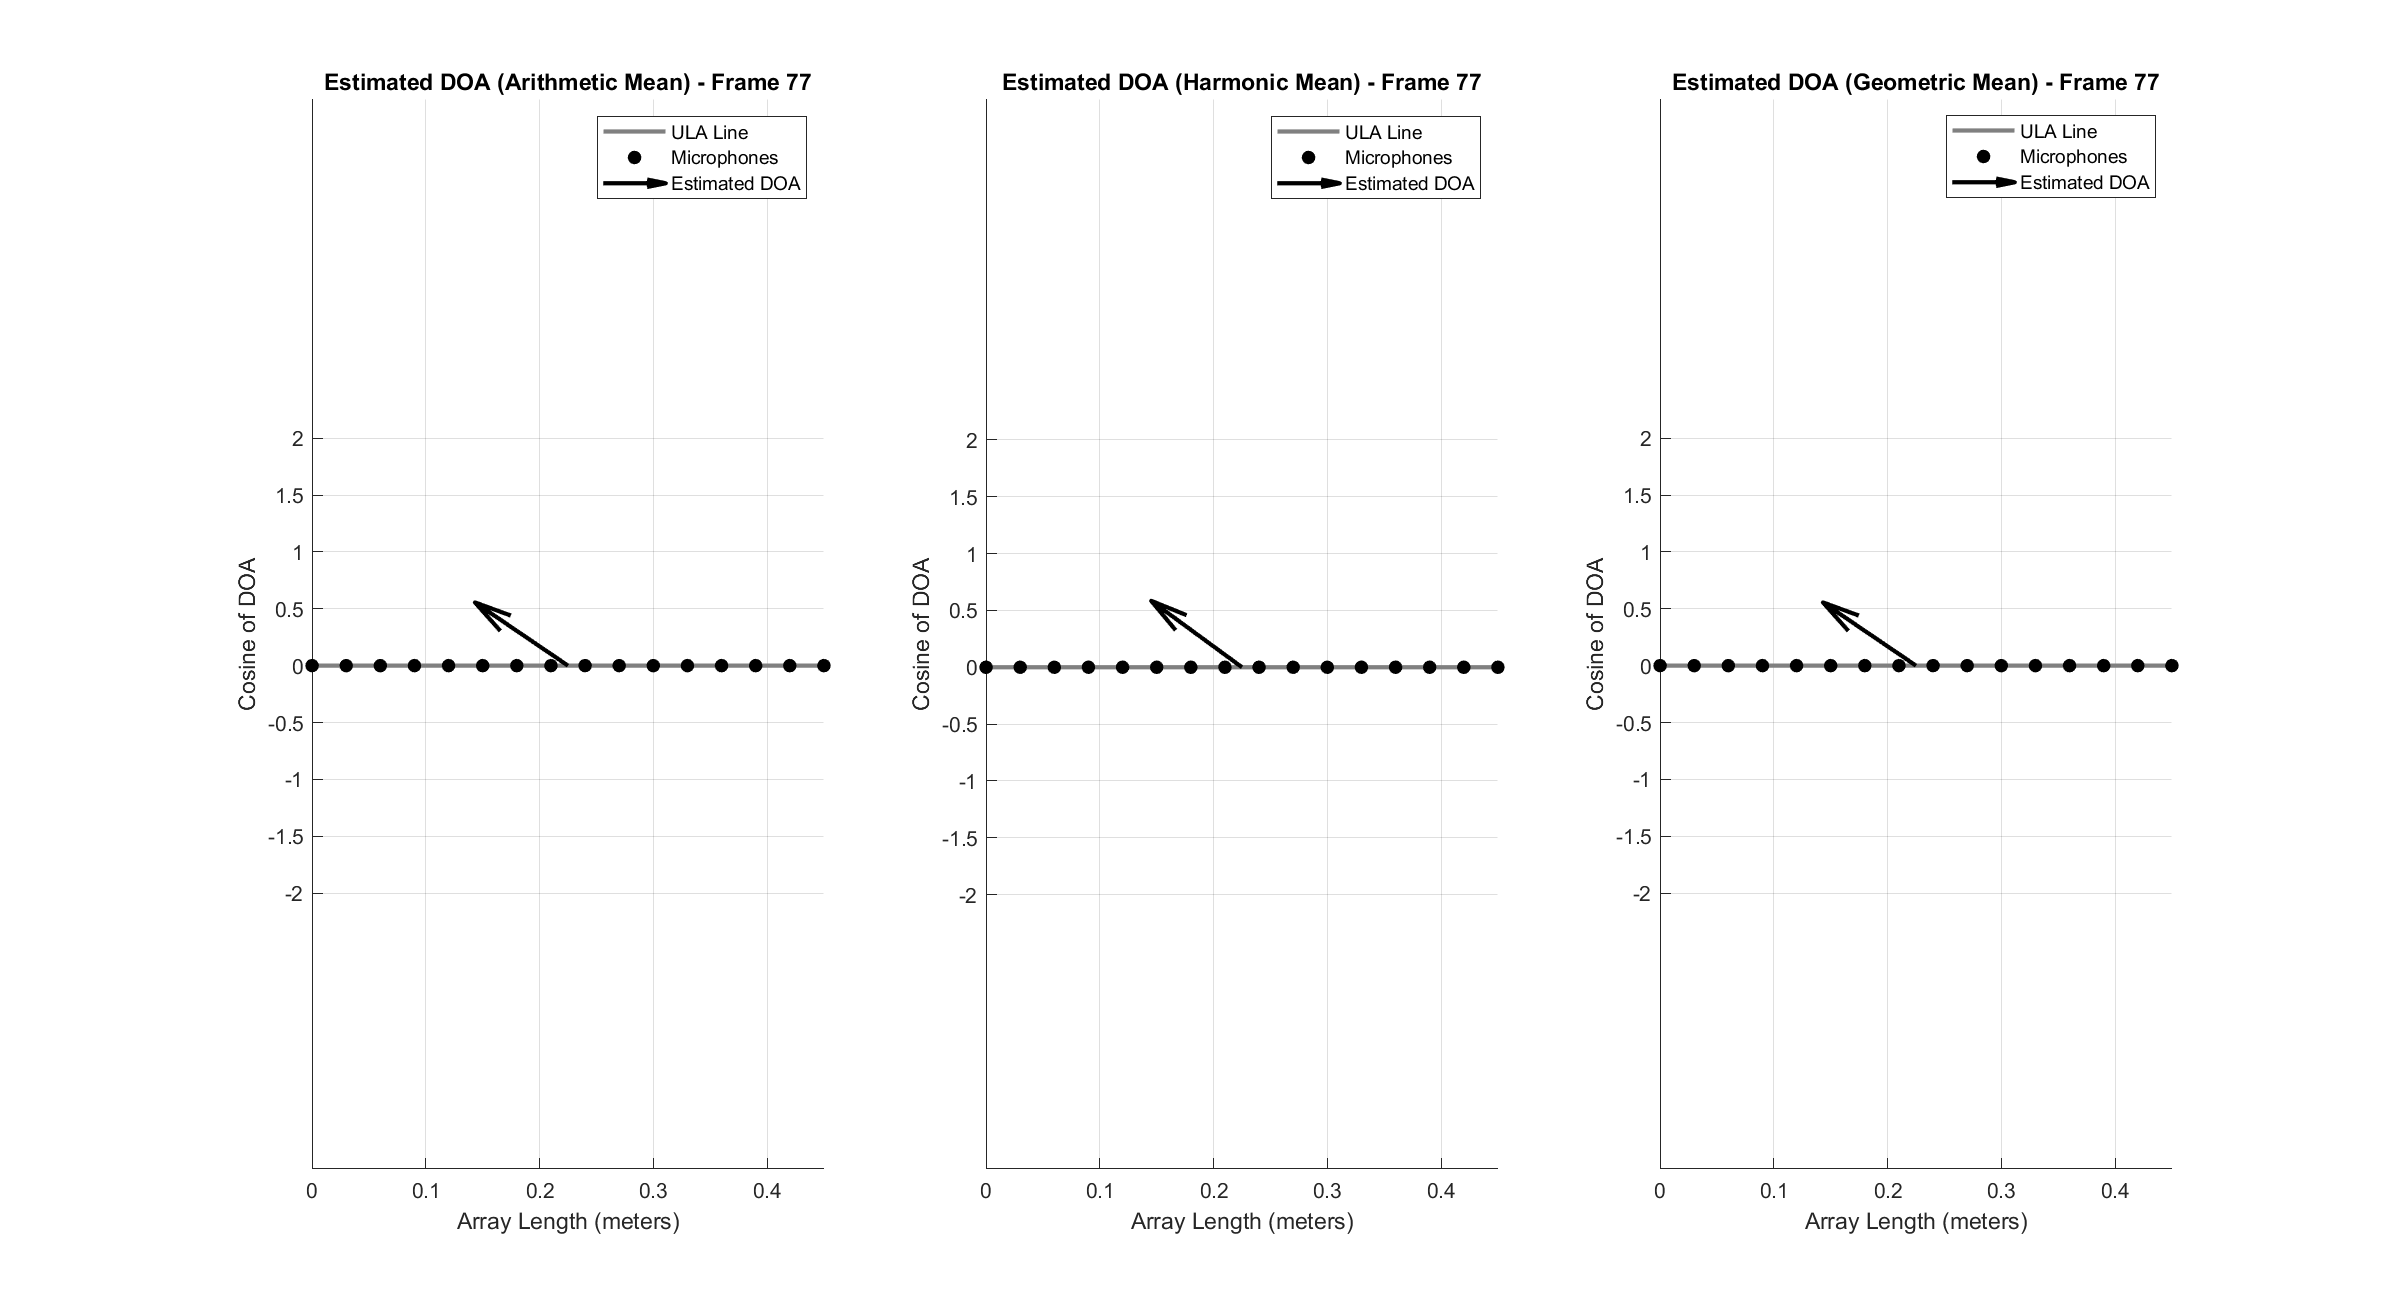 Estimated DOA (Arithmetic Mean) - Frame 77
ULA Line
Microphones
Estimated DOA
2
1.5
1
0.5
0
-0.5
-1
-1.5
-2
Cosine of DOA
0 0.1 0.2 0.3 0.4
Array Length (meters)
Estimated DOA (Harmonic Mean) - Frame 77
ULA Line
Microphones
Estimated DOA
2
1.5
1
0.5
0
-0.5
-1
-1.5
-2
Cosine of DOA
0 0.1 0.2 0.3 0.4
Array Length (meters)
Estimated DOA (Geometric Mean) - Frame 77
ULA Line
Microphones
Estimated DOA
2
1.5
1
0.5
0
-0.5
-1
-1.5
-2
Cosine of DOA
0 0.1 0.2 0.3 0.4
Array Length (meters)